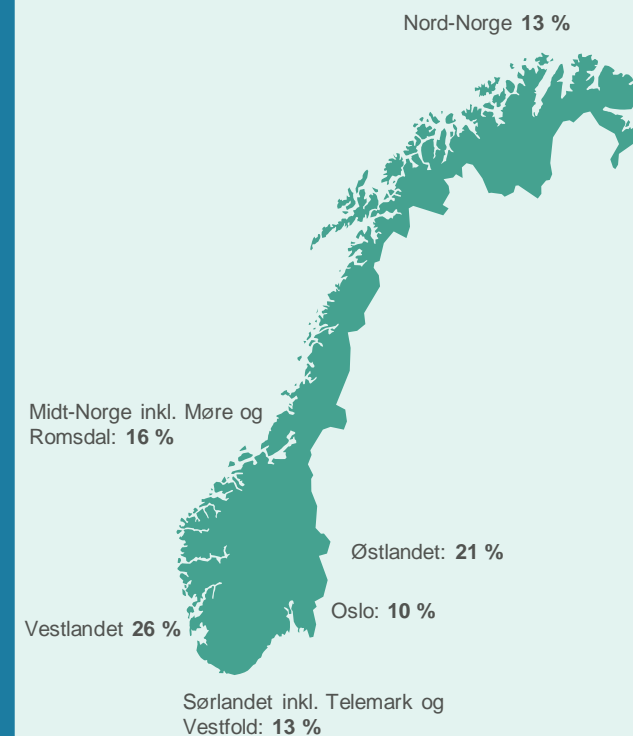 Nord-Norge 13 %
Midt-Norge inkl. Møre og
Romsdal: 16 %
Østlandet: 21 %
Oslo: 10 %
Vestlandet 26 %
Sørlandet inkl. Telemark og
Vestfold: 13 %